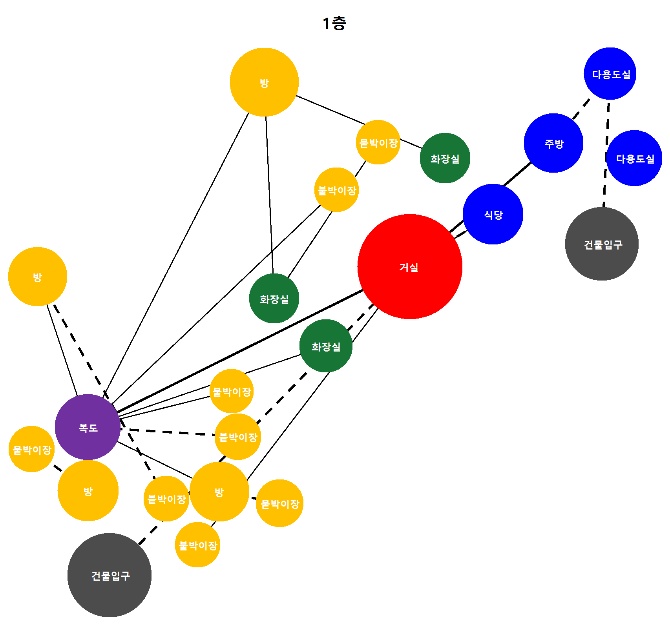 1층
다용도실
방
주방
붙박이장
화장실
다용도실
붙박이장
식당
건물입구
거실
방
화장실
화장실
붙박이장
복도
붙박이장
붙박이장
방
방
붙박이장
붙박이장
붙박이장
건물입구